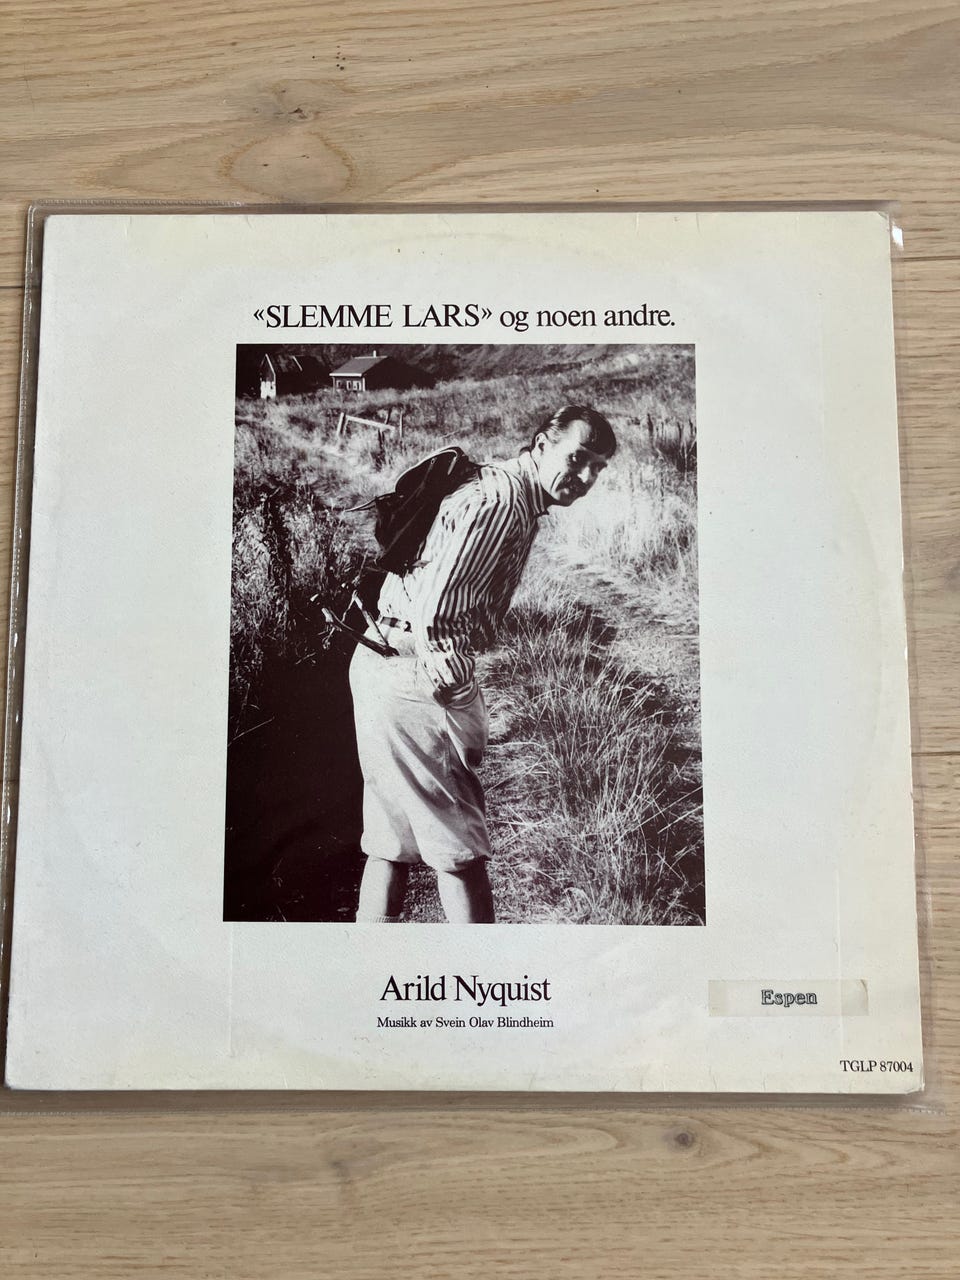 «SLEMME LARS» og noen andre.
Arild Nyquist
Musikk av Svein Olav Blindheim
Espen
TGLP 87004